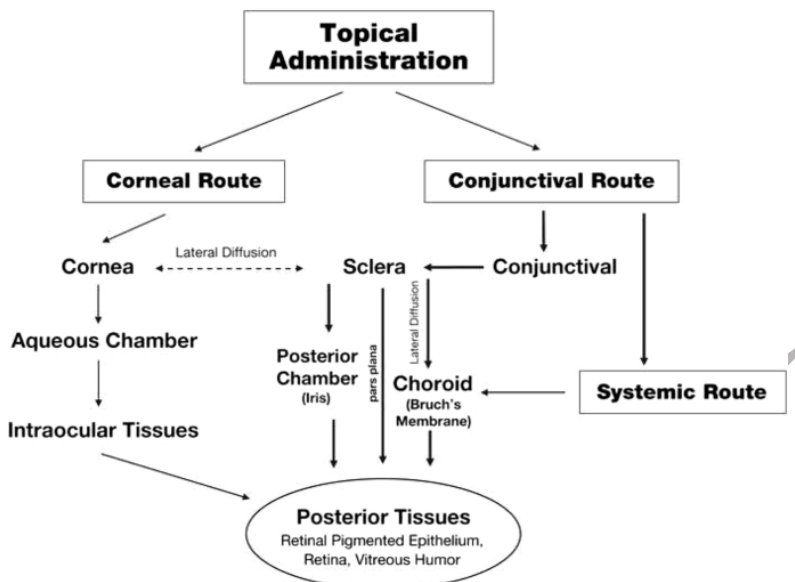 Topical
Administration
Corneal Route
Conjunctival Route
Lateral Diffusion
Cornea
Sclera
Conjunctival
Aqueous Chamber
Posterior
Chamber
(Iris)
pars plana
Lateral Diffusion
Choroid
(Bruch's
Membrane)
Systemic Route
Intraocular Tissues
Posterior Tissues
Retinal Pigmented Epithelium,
Retina, Vitreous Humor